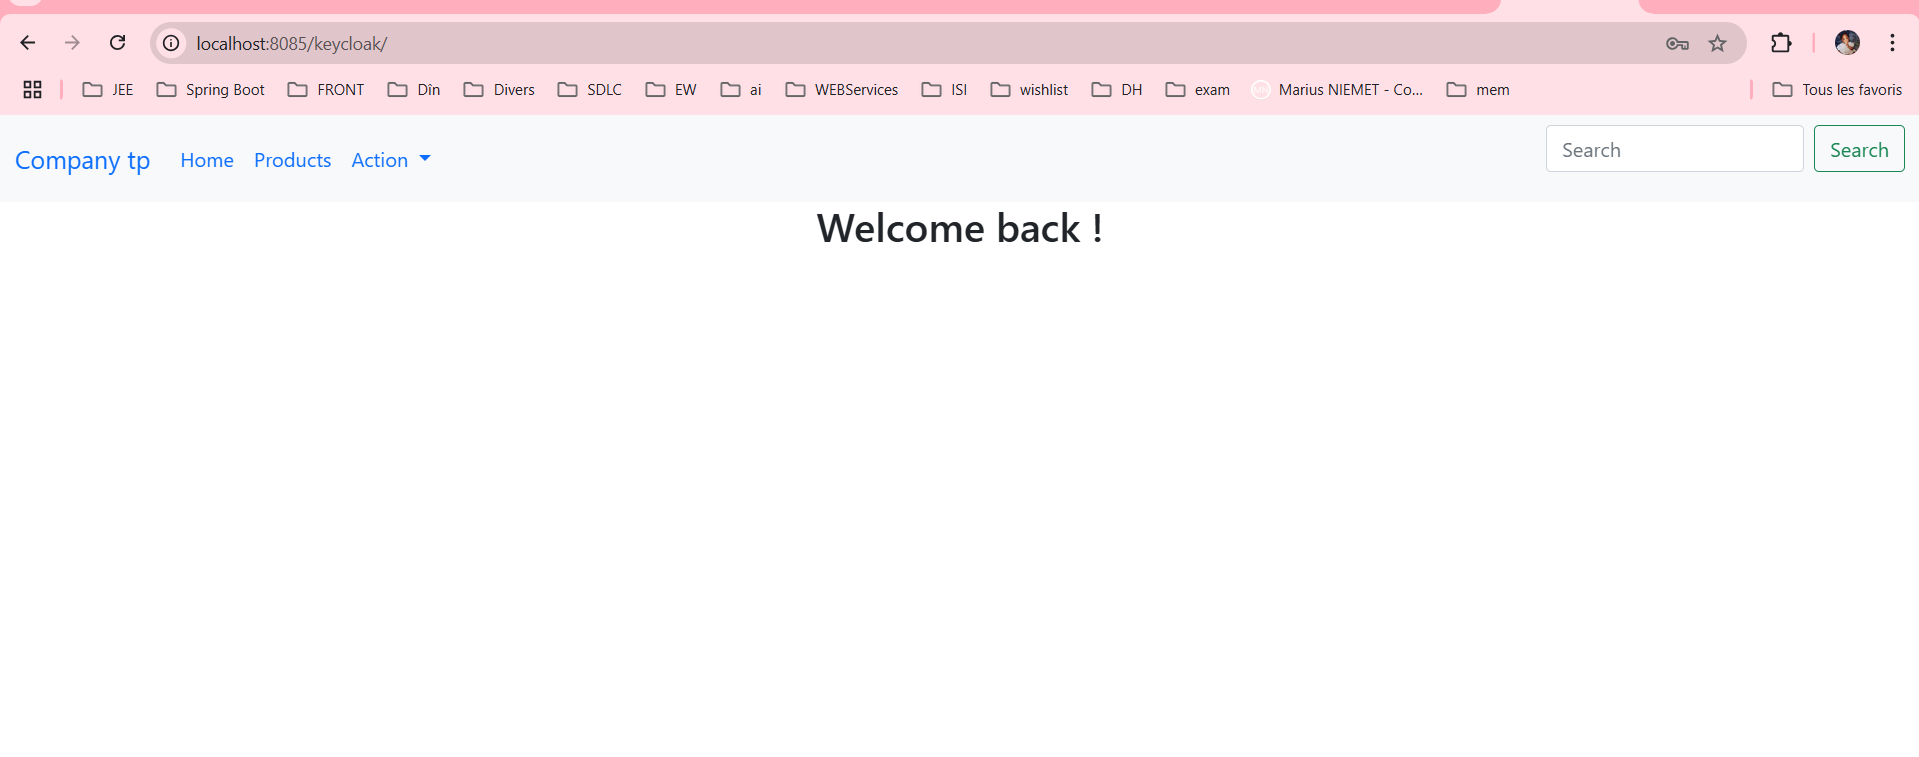 localhost:8085/keycloak/
JEE Spring Boot FRONT Dîn Divers SDLC EW ai WEBServices ISI wishlist DH exam Marius NIEMET - Co... mem Tous les favoris
Company tp Home Products Action Search Search
Welcome back !